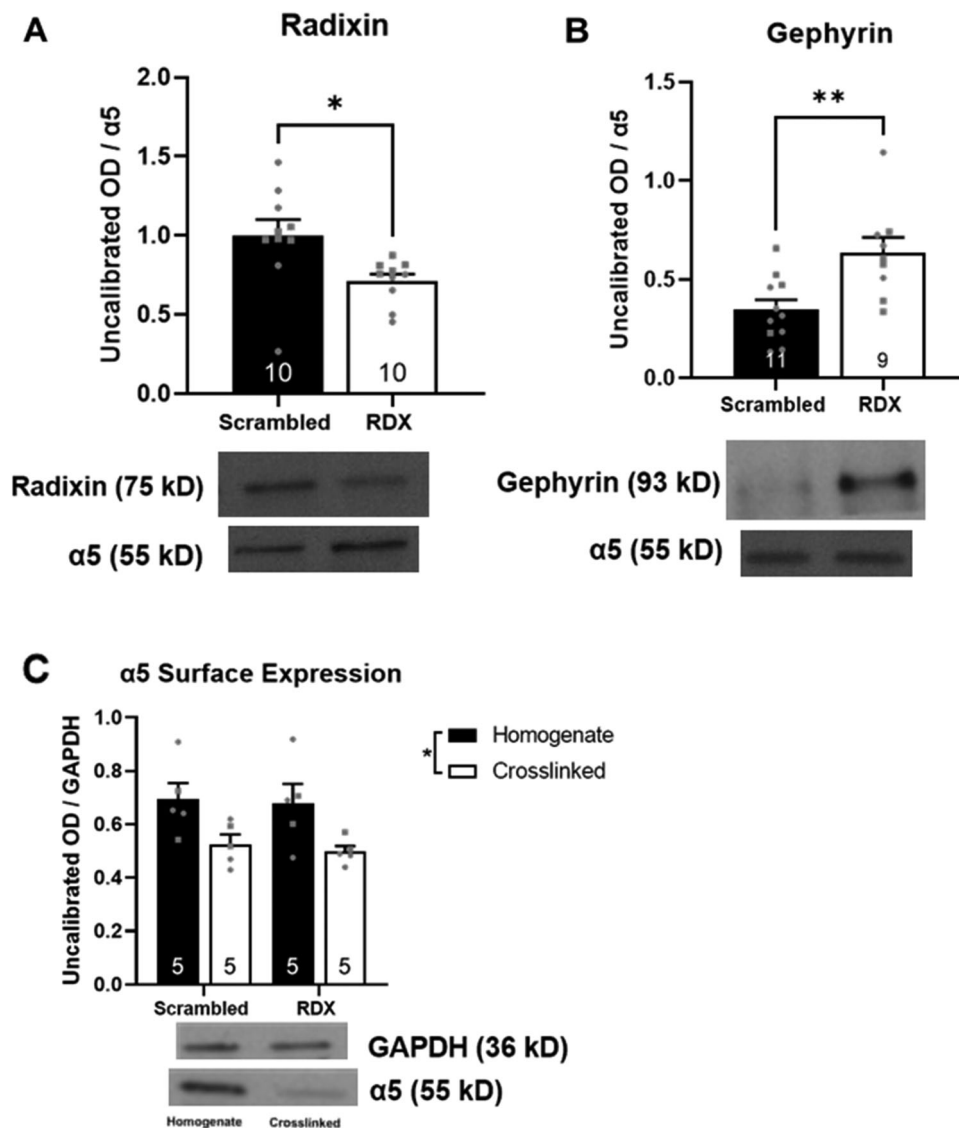 A
Radixin
Uncalibrated OD / α5
2.0
1.5
1.0
0.5
0.0
*
10
10
Scrambled
RDX
Radixin (75 kD)
α5 (55 kD)
B
Gephyrin
Uncalibrated OD / α5
1.5
1.0
0.5
0.0
**
11
9
Scrambled
RDX
Gephyrin (93 kD)
α5 (55 kD)
C
α5 Surface Expression
Uncalibrated OD / GAPDH
1.0
0.8
0.6
0.4
0.2
0.0
5
5
5
5
Scrambled
RDX
*
Homogenate
Crosslinked
GAPDH (36 kD)
α5 (55 kD)
Homogenate
Crosslinked